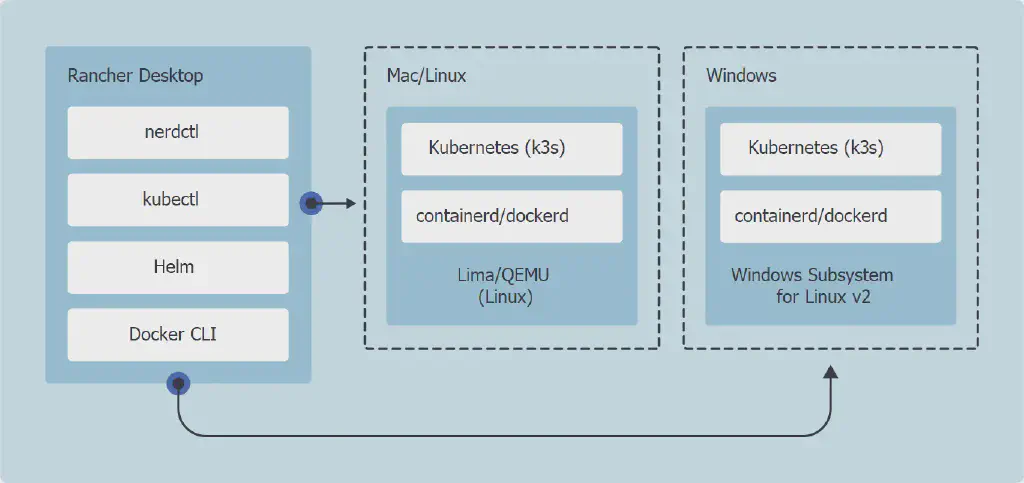 Rancher Desktop
nerdctl
kubectl
Helm
Docker CLI
Mac/Linux
Kubernetes (k3s)
containerd/dockerd
Lima/QEMU
(Linux)
Windows
Kubernetes (k3s)
containerd/dockerd
Windows Subsystem
for Linux v2